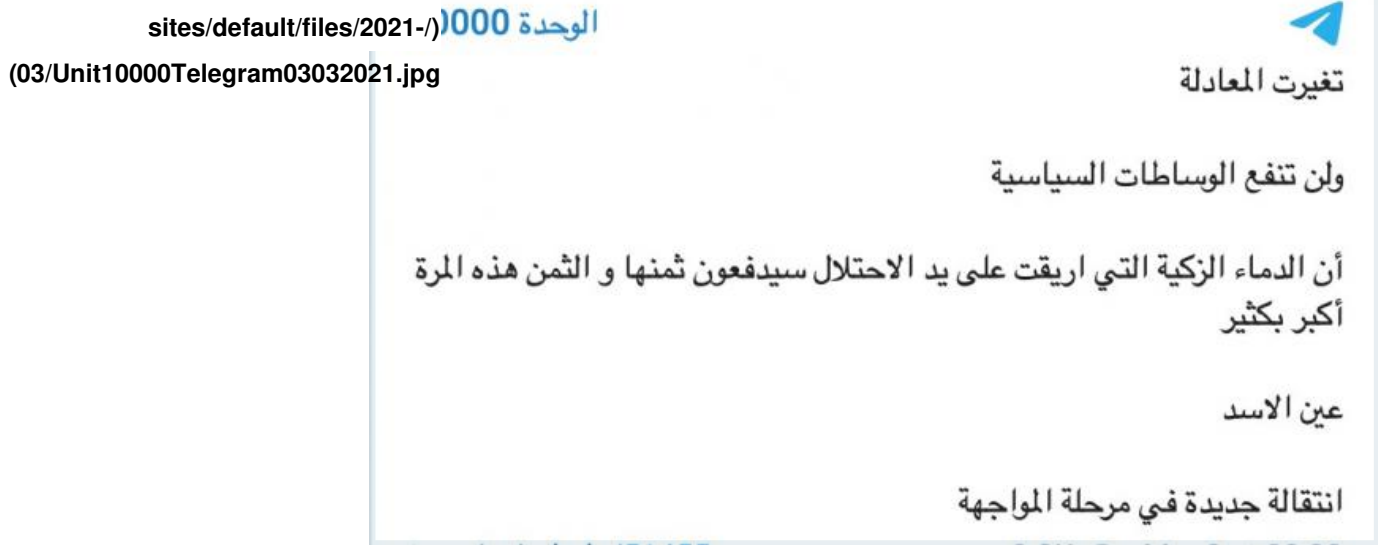 الوحدة 0000
(/sites/default/files/2021-
03/Unit10000Telegram03032021.jpg)
تغيرت المعادلة
ولن تنفع الوساطات السياسية
أن الدماء الزكية التي اريقت على يد الاحتلال سيدفعون ثمنها و الثمن هذه المرة
أكبر بكثير
عين الاسد
انتقالة جديدة في مرحلة المواجهة